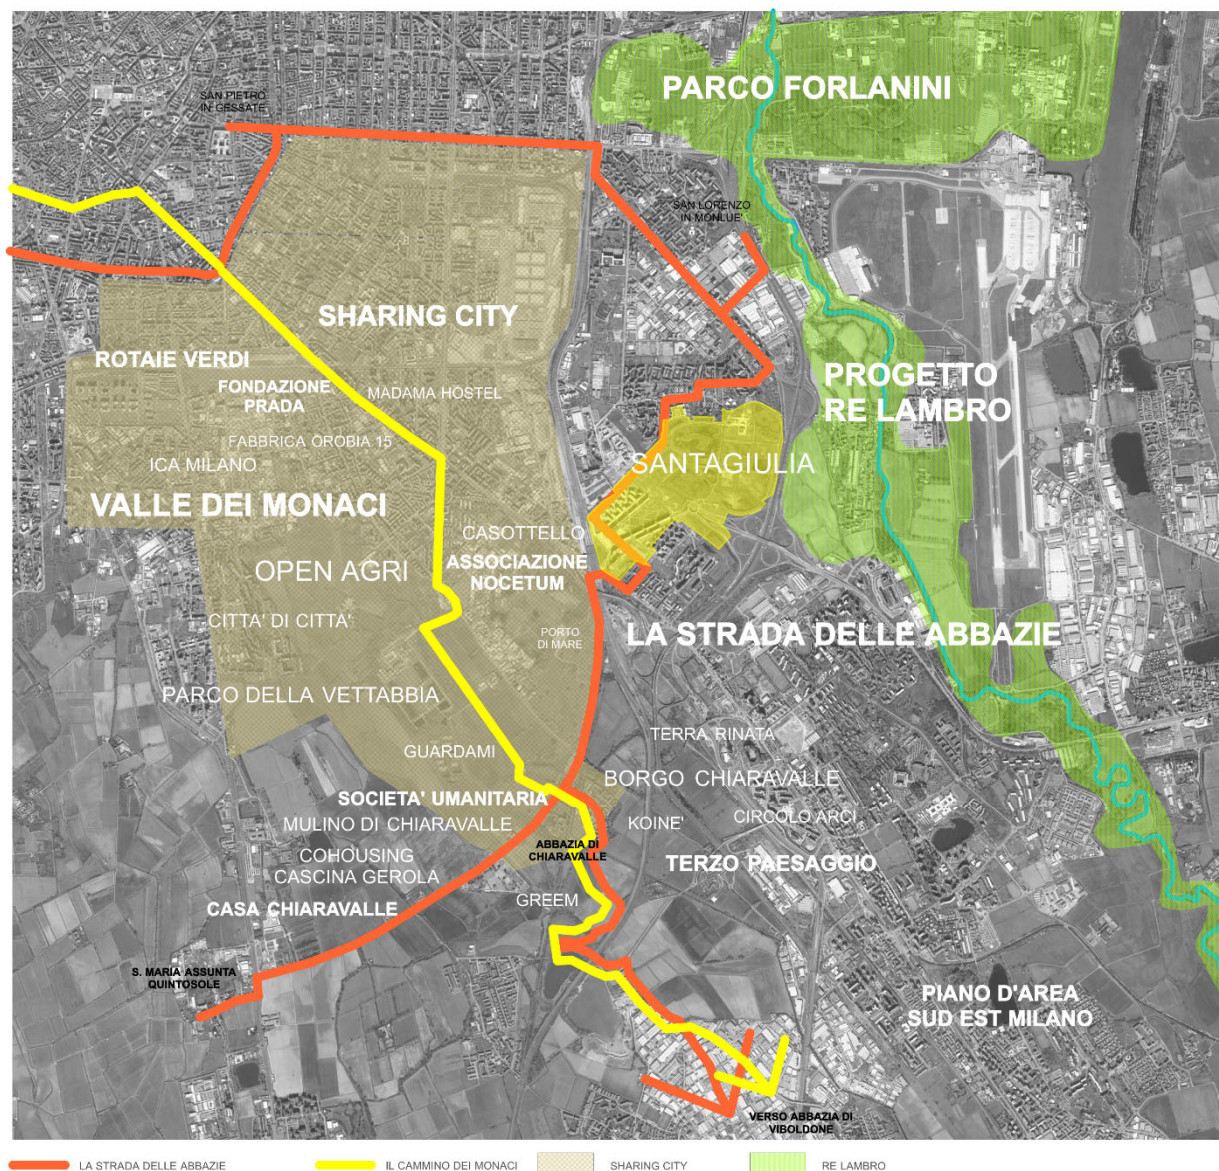 PARCO FORLANINI
SAN PIETRO
IN GESSATE
SAN LORENZO
IN MONLUE'
SHARING CITY
ROTAIE VERDI
FONDAZIONE
PRADA
MADAMA HOSTEL
PROGETTO
RE LAMBRO
FABBRICA OROBIA 15
ICA MILANO
SANTAGIULIA
VALLE DEI MONACI
CASOTTELLO
ASSOCIAZIONE
NOCETUM
OPEN AGRI
CITTA' DI CITTA'
PORTO
DI MARE
LA STRADA DELLE ABBAZIE
PARCO DELLA VETTABBIA
GUARDAMI
TERRA RINATA
BORGO CHIARAVALLE
SOCIETA' UMANITARIA
MULINO DI CHIARAVALLE
KOINE'
CIRCOLO ARCI
ABBAZIA DI
CHIARAVALLE
COHOUSING
CASCINA GEROLA
TERZO PAESAGGIO
GREEM
CASA CHIARAVALLE
S. MARIA ASSUNTA
QUINTOSOLE
PIANO D'AREA
SUD EST MILANO
VERSO ABBAZIA DI
VIBOLDONE
LA STRADA DELLE ABBAZIE
IL CAMMINO DEI MONACI
SHARING CITY
RE LAMBRO